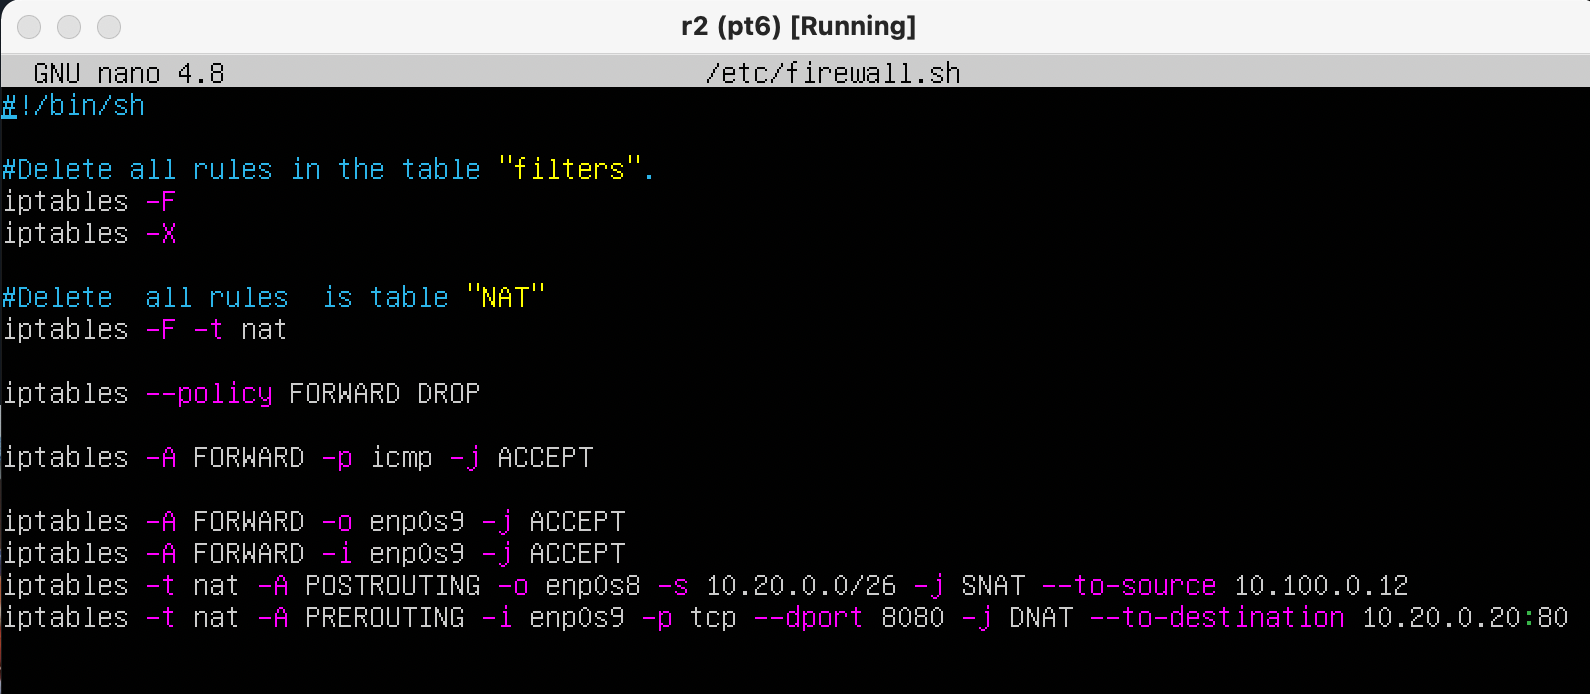 r2 (pt6) [Running]
GNU nano 4.8 /etc/firewall.sh
#!/bin/sh
#Delete all rules in the table "filters".
iptables -F
iptables -X
#Delete  all rules  is table "NAT"
iptables -F -t nat
iptables --policy FORWARD DROP
iptables -A FORWARD -p icmp -j ACCEPT
iptables -A FORWARD -o enp0s9 -j ACCEPT
iptables -A FORWARD -i enp0s9 -j ACCEPT
iptables -t nat -A POSTROUTING -o enp0s8 -s 10.20.0.0/26 -j SNAT --to-source 10.100.0.12
iptables -t nat -A PREROUTING -i enp0s9 -p tcp --dport 8080 -j DNAT --to-destination 10.20.0.20:80